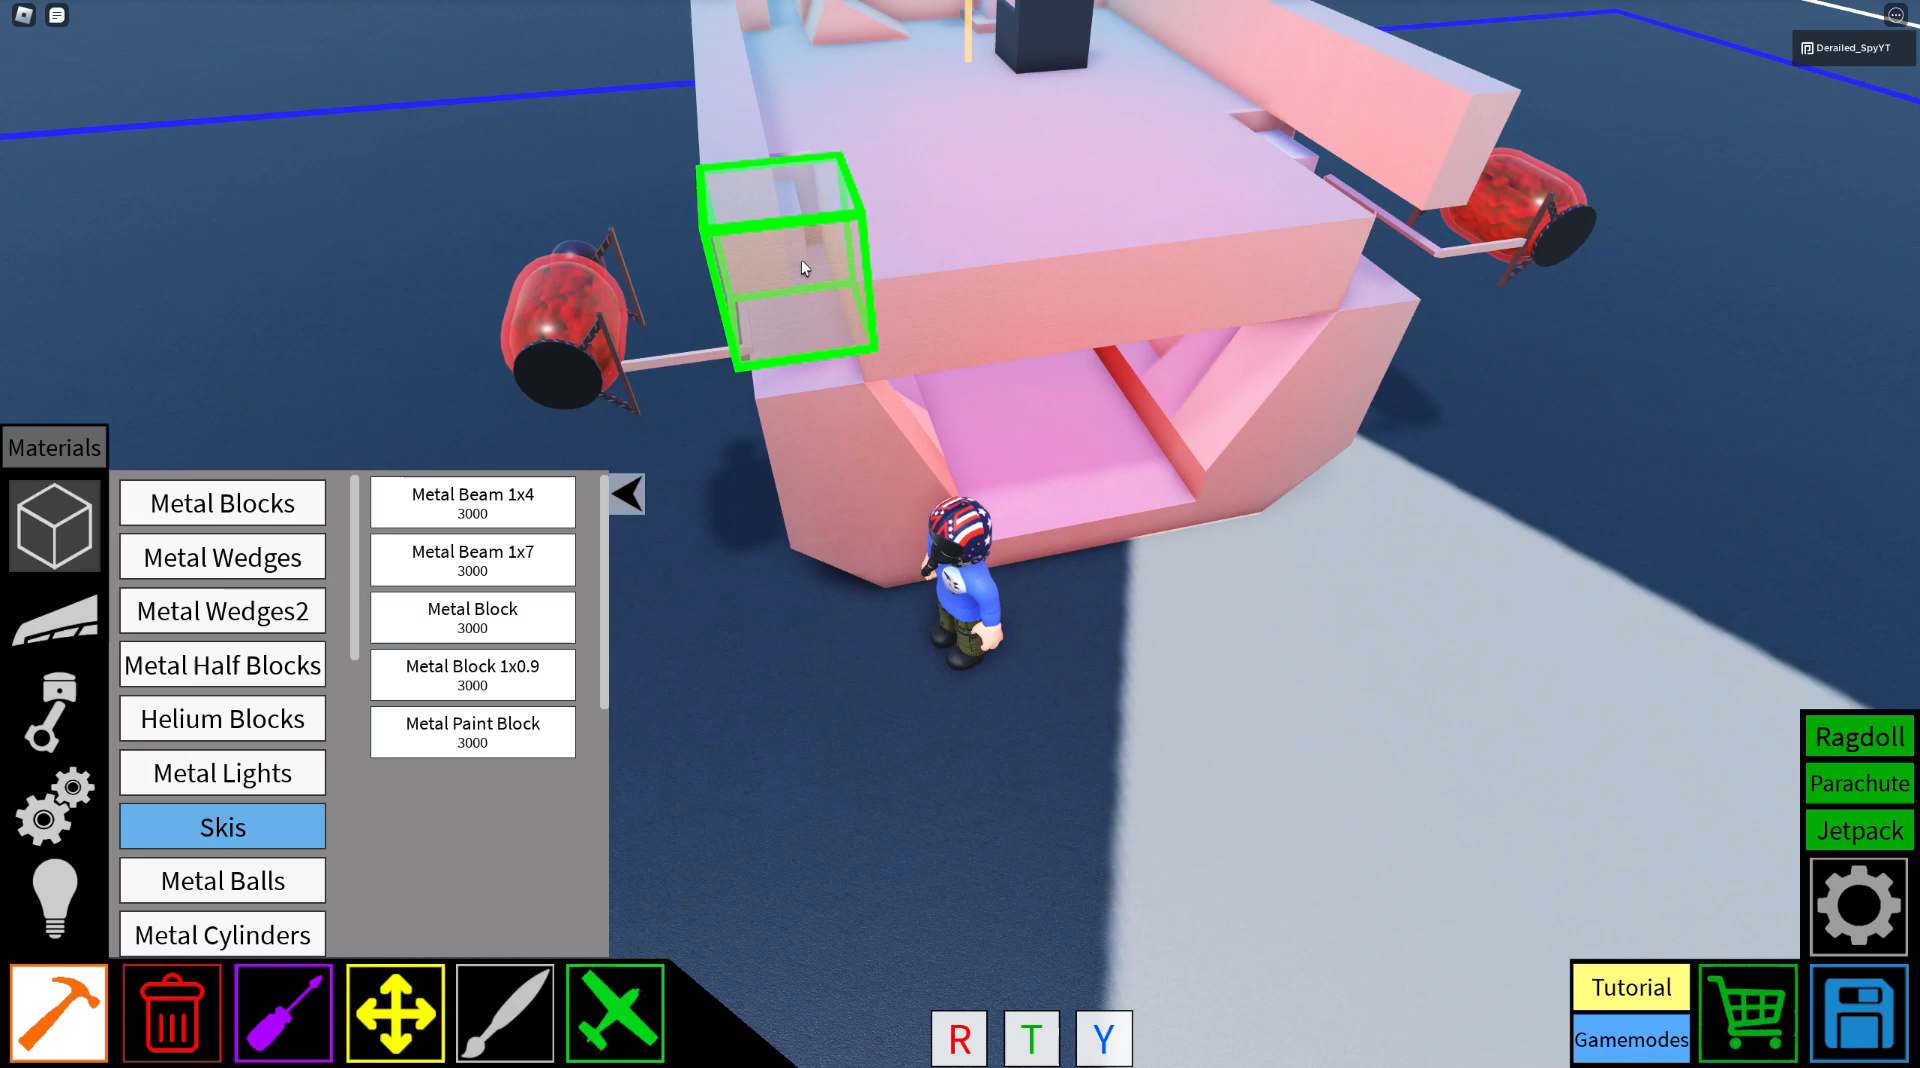 Derailed_SpyYT
Materials
Metal Blocks
Metal Wedges
Metal Wedges2
Metal Half Blocks
Helium Blocks
Metal Lights
Skis
Metal Balls
Metal Cylinders
Metal Beam 1x4
3000
Metal Beam 1x7
3000
Metal Block
3000
Metal Block 1x0.9
3000
Metal Paint Block
3000
Ragdoll
Parachute
Jetpack
R T Y
Tutorial
Gamemodes